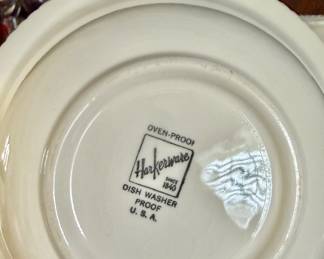 OVEN-PROOF
Harkerware
SINCE
1840
DISH WASHER
PROOF
U. S. A.